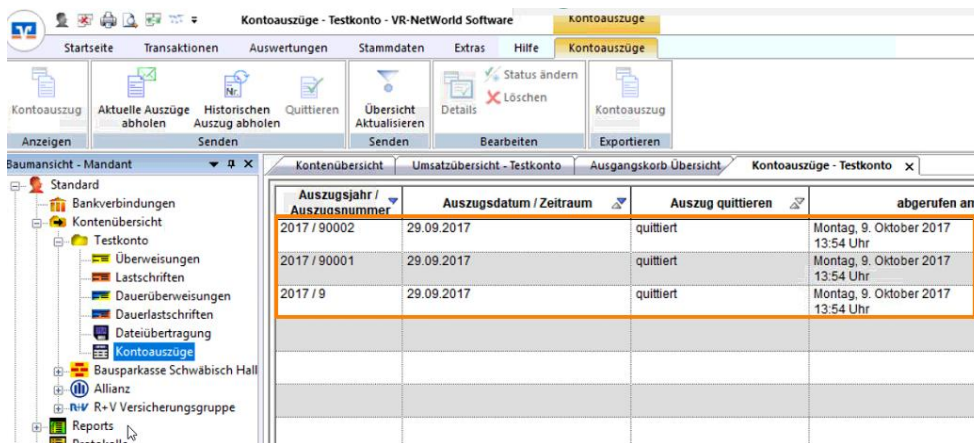 Kontoauszüge - Testkonto - VR-NetWorld Software
Kontoauszüge
Startseite Transaktionen Auswertungen Stammdaten Extras Hilfe Kontoauszüge
Nr.
Status ändern
Löschen
Kontoauszug Aktuelle Auszüge Historischen Quittieren Übersicht Details Kontoauszug
abholen Auszug abholen Aktualisieren
Anzeigen Senden Senden Bearbeiten Exportieren
Baumansicht - Mandant
Kontenübersicht Umsatzübersicht - Testkonto Ausgangskorb Übersicht Kontoauszüge - Testkonto X
Standard
Bankverbindungen
Kontenübersicht
Testkonto
Überweisungen
Lastschriften
Dauerüberweisungen
Dauerlastschriften
Dateiübertragung
Kontoauszüge
Bausparkasse Schwäbisch Hall
Allianz
R+V R+V Versicherungsgruppe
Reports
Protokolle
Auszugsjahr / Auszugsdatum / Zeitraum Auszug quittieren abgerufen am
Auszugsnummer
2017 / 90002 29.09.2017 quittiert Montag, 9. Oktober 2017
13:54 Uhr
2017 / 90001 29.09.2017 quittiert Montag, 9. Oktober 2017
13:54 Uhr
2017 / 9 29.09.2017 quittiert Montag, 9. Oktober 2017
13:54 Uhr